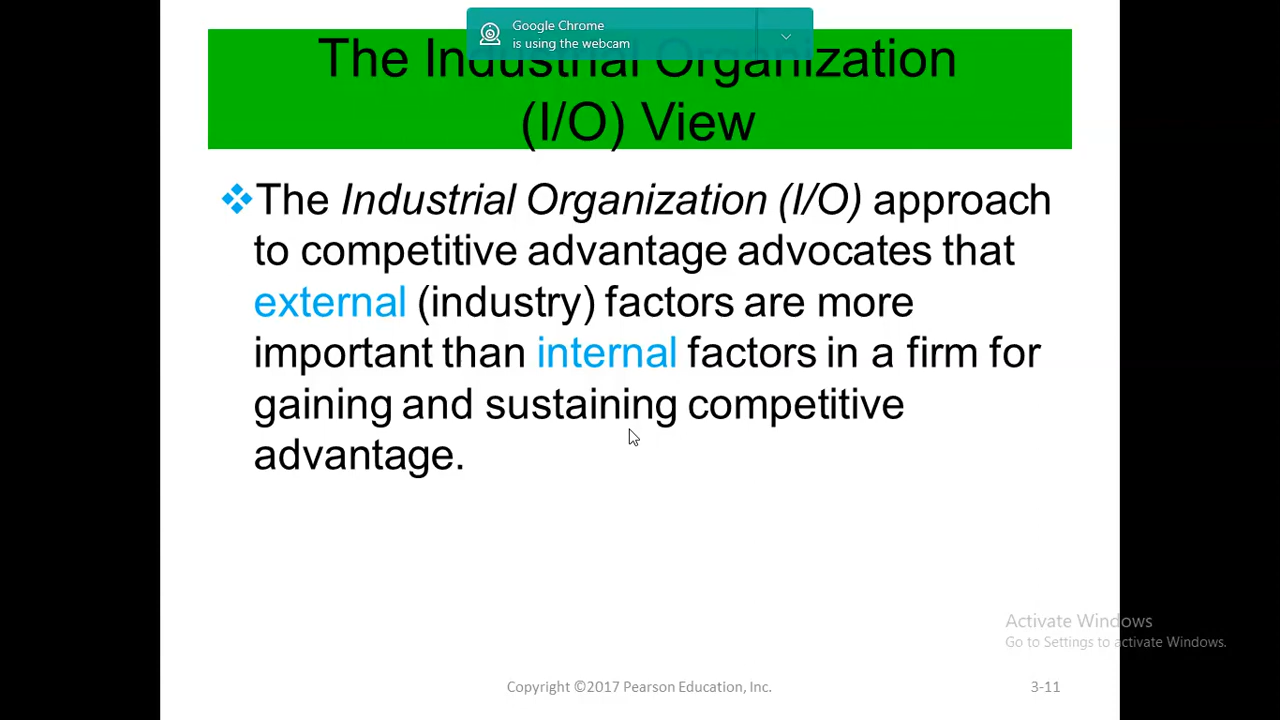 Google Chrome
is using the webcam
The Industrial Organization
(I/O) View
The Industrial Organization (I/O) approach
to competitive advantage advocates that
external (industry) factors are more
important than internal factors in a firm for
gaining and sustaining competitive
advantage.
Activate Windows
Go to Settings to activate Windows.
Copyright ©2017 Pearson Education, Inc.
3-11